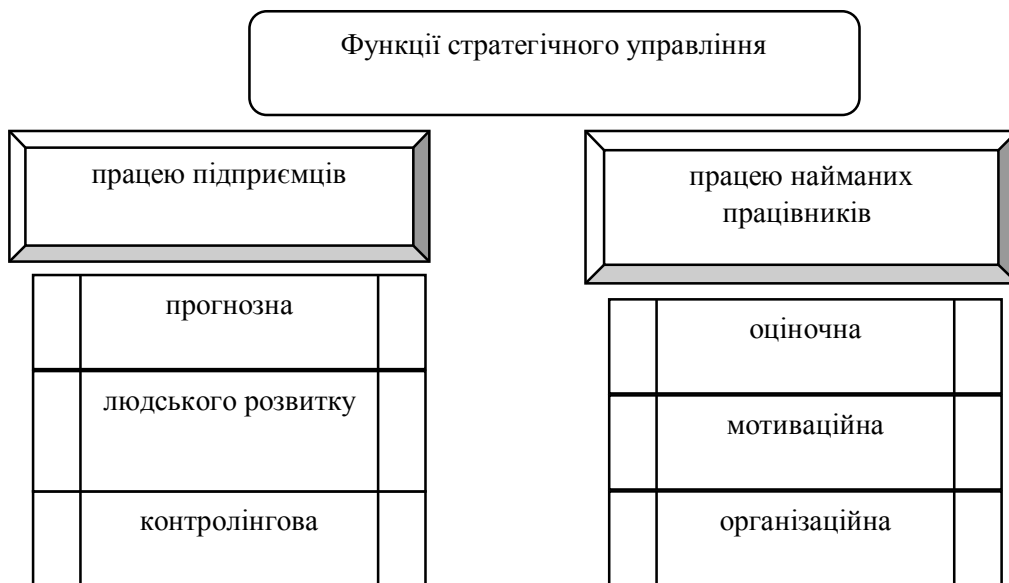 Функції стратегічного управління
працею підприємців
прогнозна
людського розвитку
контролінгова
працею найманих
працівників
оціночна
мотиваційна
організаційна